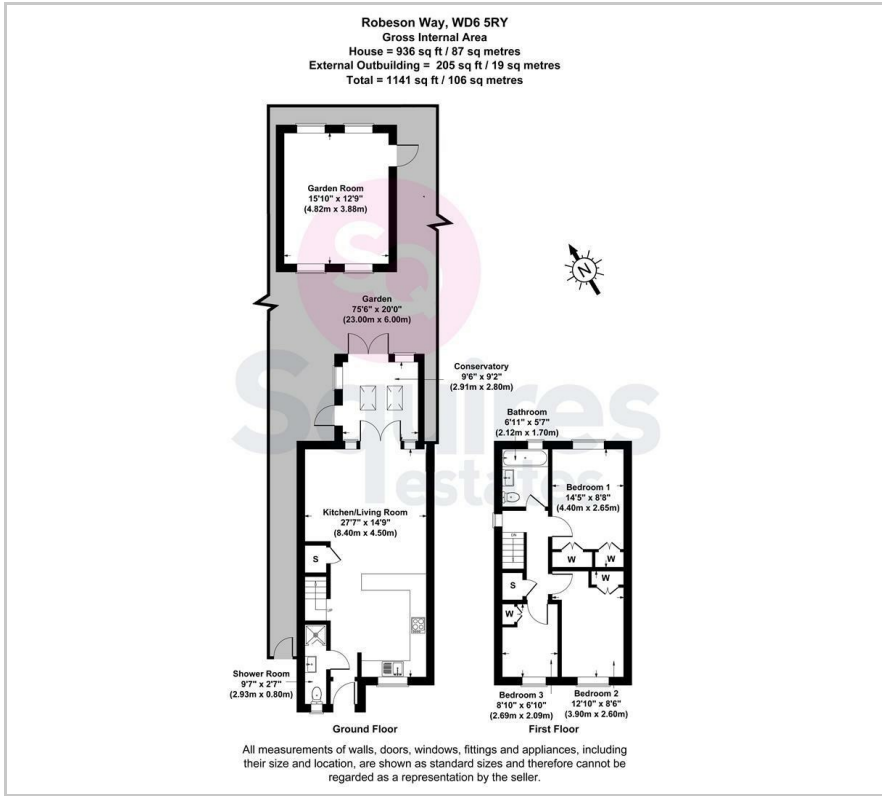 Robeson Way, WD6 5RY
Gross Internal Area
House = 936 sq ft / 87 sq metres
External Outbuilding = 205 sq ft / 19 sq metres
Total = 1141 sq ft / 106 sq metres
Garden Room
15'10" x 12'9"
(4.82m x 3.88m)
SQ
N
Garden
75'6" x 20'0"
(23.00m x 6.00m)
Conservatory
9'6" x 9'2"
(2.91m x 2.80m)
Squires
estates
Bathroom
6'11" x 5'7"
(2.12m x 1.70m)
Bedroom 1
14'5" x 8'8"
(4.40m x 2.65m)
Kitchen/Living Room
27'7" x 14'9"
(8.40m x 4.50m)
DN
S
W
W
S
W
UP
W
Shower Room
9'7" x 2'7"
(2.93m x 0.80m)
Bedroom 3
8'10" x 6'10"
(2.69m x 2.09m)
Bedroom 2
12'10" x 8'6"
(3.90m x 2.60m)
Ground Floor
First Floor
All measurements of walls, doors, windows, fittings and appliances, including
their size and location, are shown as standard sizes and therefore cannot be
regarded as a representation by the seller.